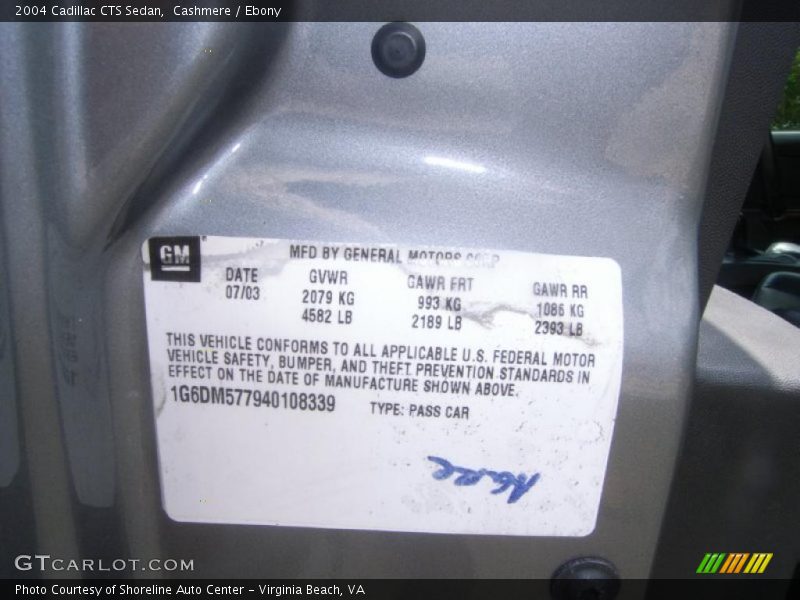 2004 Cadillac CTS Sedan, Cashmere / Ebony
GM
MFD BY GENERAL MOTORS CORP
DATE GVWR GAWR FRT GAWR RR
07/03 2079 KG 993 KG 1086 KG
4582 LB 2189 LB 2393 LB
THIS VEHICLE CONFORMS TO ALL APPLICABLE U.S. FEDERAL MOTOR
VEHICLE SAFETY, BUMPER, AND THEFT PREVENTION STANDARDS IN
EFFECT ON THE DATE OF MANUFACTURE SHOWN ABOVE.
1G6DM577940108339 TYPE: PASS CAR
GTCARLOT.COM
Photo Courtesy of Shoreline Auto Center - Virginia Beach, VA